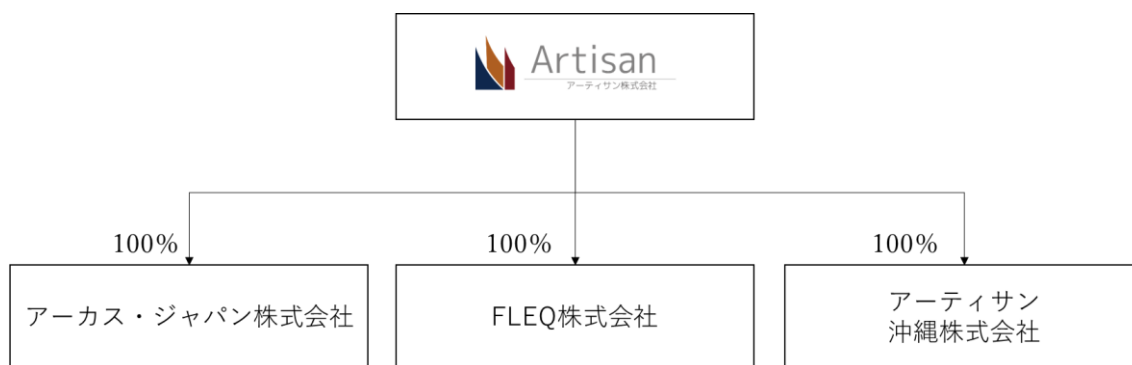 Artisan
アーティサン株式会社
100%
100%
100%
アーカス・ジャパン株式会社
FLEQ株式会社
アーティサン
沖縄株式会社